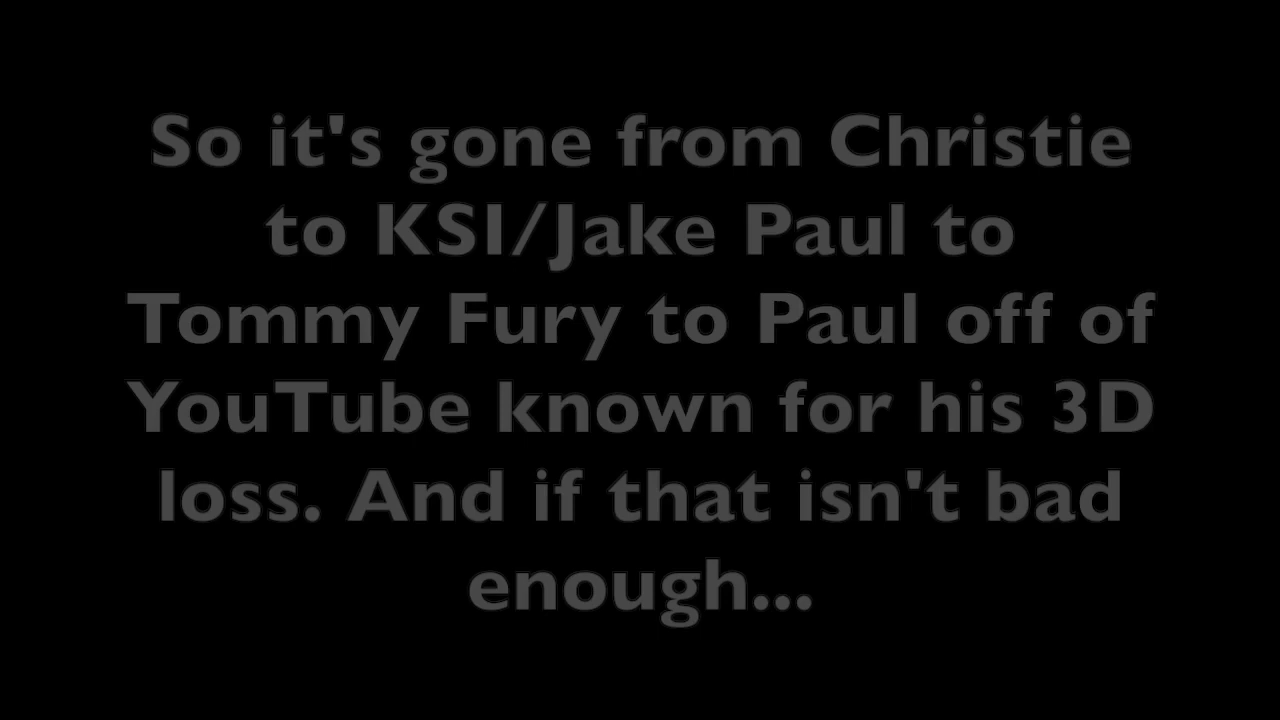 So it's gone from Christie
to KSI/Jake Paul to
Tommy Fury to Paul off of
YouTube known for his 3D
loss. And if that isn't bad
enough...